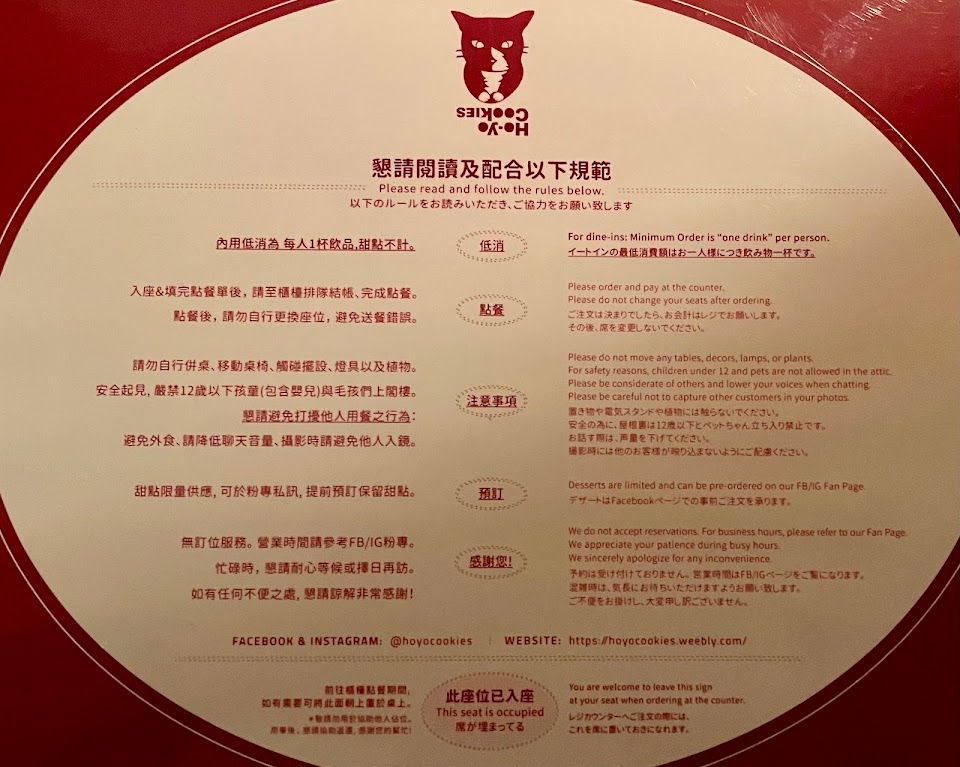 Ho-Yo
COOKIES
懇請閱讀及配合以下規範
Please read and follow the rules below.
以下のルールをお読みいただき、ご協力をお願い致します
內用低消為 每人1杯飲品,甜點不計。
低消
For dine-ins: Minimum Order is “one drink” per person.
イートインの最低消費額はお一人様につき飲み物一杯です。
入座&填完點餐單後，請至櫃檯排隊結帳、完成點餐。
點餐後，請勿自行更換座位，避免送餐錯誤。
點餐
Please order and pay at the counter.
Please do not change your seats after ordering.
ご注文は決まりでしたら、お会計はレジでお願いします。
その後、席を変更しないでください。
請勿自行併桌、移動桌椅、觸碰擺設、燈具以及植物。
安全起見, 嚴禁12歲以下孩童(包含嬰兒)與毛孩們上閣樓。
懇請避免打擾他人用餐之行為:
避免外食、請降低聊天音量、攝影時請避免他人入鏡。
注意事項
Please do not move any tables, decors, lamps, or plants.
For safety reasons, children under 12 and pets are not allowed in the attic.
Please be considerate of others and lower your voices when chatting.
Please be careful not to capture other customers in your photos.
置き物や電気スタンドや植物には触らないでください。
安全の為に、屋根裏は12歳以下とペットちゃん立ち入り禁止です。
お話す際は、声量を下げてください。
撮影時には他のお客様が映り込まないようにご配慮ください。
甜點限量供應, 可於粉專私訊, 提前預訂保留甜點。
預訂
Desserts are limited and can be pre-ordered on our FB/IG Fan Page.
デザートはFacebookページでの事前ご注文を承ります。
無訂位服務。營業時間請參考FB/IG粉專。
忙碌時，懇請耐心等候或擇日再訪。
如有任何不便之處, 懇請諒解非常感謝!
感謝您!
We do not accept reservations. For business hours, please refer to our Fan Page.
We appreciate your patience during busy hours.
We sincerely apologize for any inconvenience.
予約は受け付けておりません。営業時間はFB/IGページをご覧になります。
混雑時は、気長にお待ちいただけますようお願い致します。
ご不便をお掛けし、大変申し訳ございません。
FACEBOOK & INSTAGRAM: @hoyocookies | WEBSITE: https://hoyocookies.weebly.com/
前往櫃檯點餐期間,
如有需要可將此面朝上置於桌上。
*敬請勿用於協助他人佔位。
用畢後，懇請協助退還, 感謝您的幫忙!
此座位已入座
This seat is occupied
席が埋まってる
You are welcome to leave this sign
at your seat when ordering at the counter.
レジカウンターへご注文の際には、
これを席に置いておきになれます。